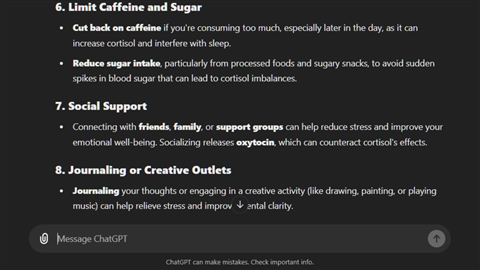 6. Limit Caffeine and Sugar
• Cut back on caffeine if you're consuming too much, especially later in the day, as it can
increase cortisol and interfere with sleep.
• Reduce sugar intake, particularly from processed foods and sugary snacks, to avoid sudden
spikes in blood sugar that can lead to cortisol imbalances.
7. Social Support
• Connecting with friends, family, or support groups can help reduce stress and improve your
emotional well-being. Socializing releases oxytocin, which can counteract cortisol's effects.
8. Journaling or Creative Outlets
• Journaling your thoughts or engaging in a creative activity (like drawing, painting, or playing
music) can help relieve stress and improv ental clarity.
Message ChatGPT
ChatGPT can make mistakes. Check important info.